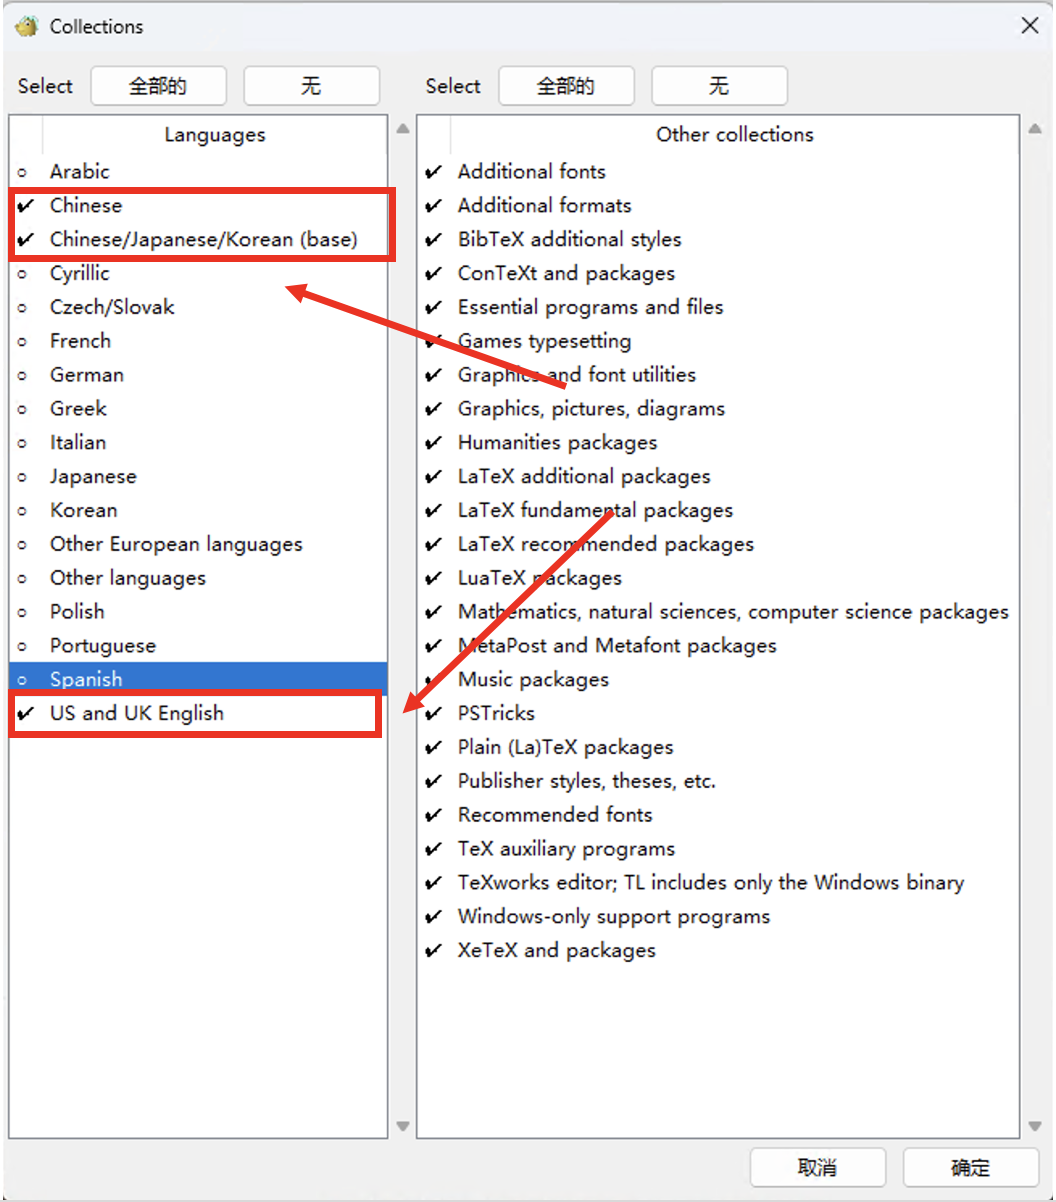 Collections
Select 全部的 无 Select 全部的 无
Languages
Arabic
Chinese
Chinese/Japanese/Korean (base)
Cyrillic
Czech/Slovak
French
German
Greek
Italian
Japanese
Korean
Other European languages
Other languages
Polish
Portuguese
Spanish
US and UK English
Other collections
Additional fonts
Additional formats
BibTeX additional styles
ConTeXt and packages
Essential programs and files
Games typesetting
Graphics and font utilities
Graphics, pictures, diagrams
Humanities packages
LaTeX additional packages
LaTeX fundamental packages
LaTeX recommended packages
LuaTeX packages
Mathematics, natural sciences, computer science packages
MetaPost and Metafont packages
Music packages
PSTricks
Plain (La)TeX packages
Publisher styles, theses, etc.
Recommended fonts
TeX auxiliary programs
TeXworks editor; TL includes only the Windows binary
Windows-only support programs
XeTeX and packages
取消 确定